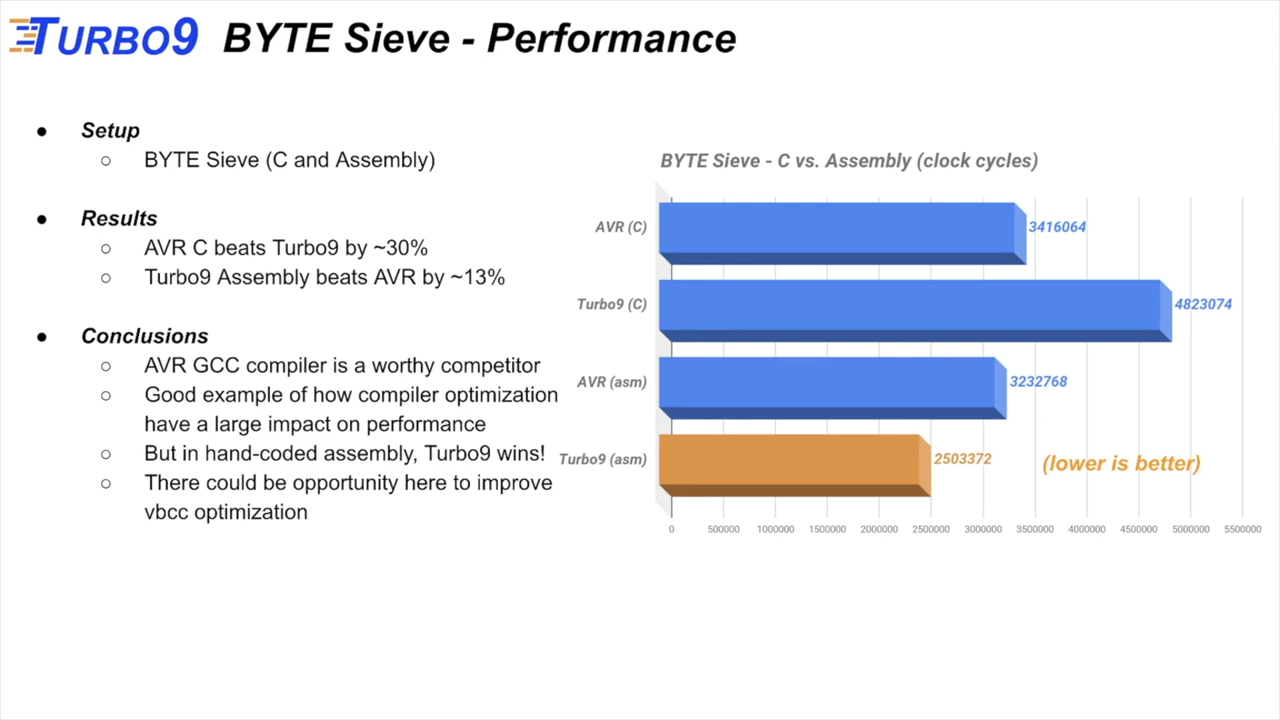 TURBO9 BYTE Sieve - Performance
● Setup
○ BYTE Sieve (C and Assembly)
● Results
○ AVR C beats Turbo9 by ~30%
○ Turbo9 Assembly beats AVR by ~13%
● Conclusions
○ AVR GCC compiler is a worthy competitor
○ Good example of how compiler optimization
have a large impact on performance
○ But in hand-coded assembly, Turbo9 wins!
○ There could be opportunity here to improve
vbcc optimization
BYTE Sieve - C vs. Assembly (clock cycles)
AVR (C) 3416064
Turbo9 (C) 4823074
AVR (asm) 3232768
Turbo9 (asm) 2503372
(lower is better)
0 500000 1000000 1500000 2000000 2500000 3000000 3500000 4000000 4500000 5000000 5500000